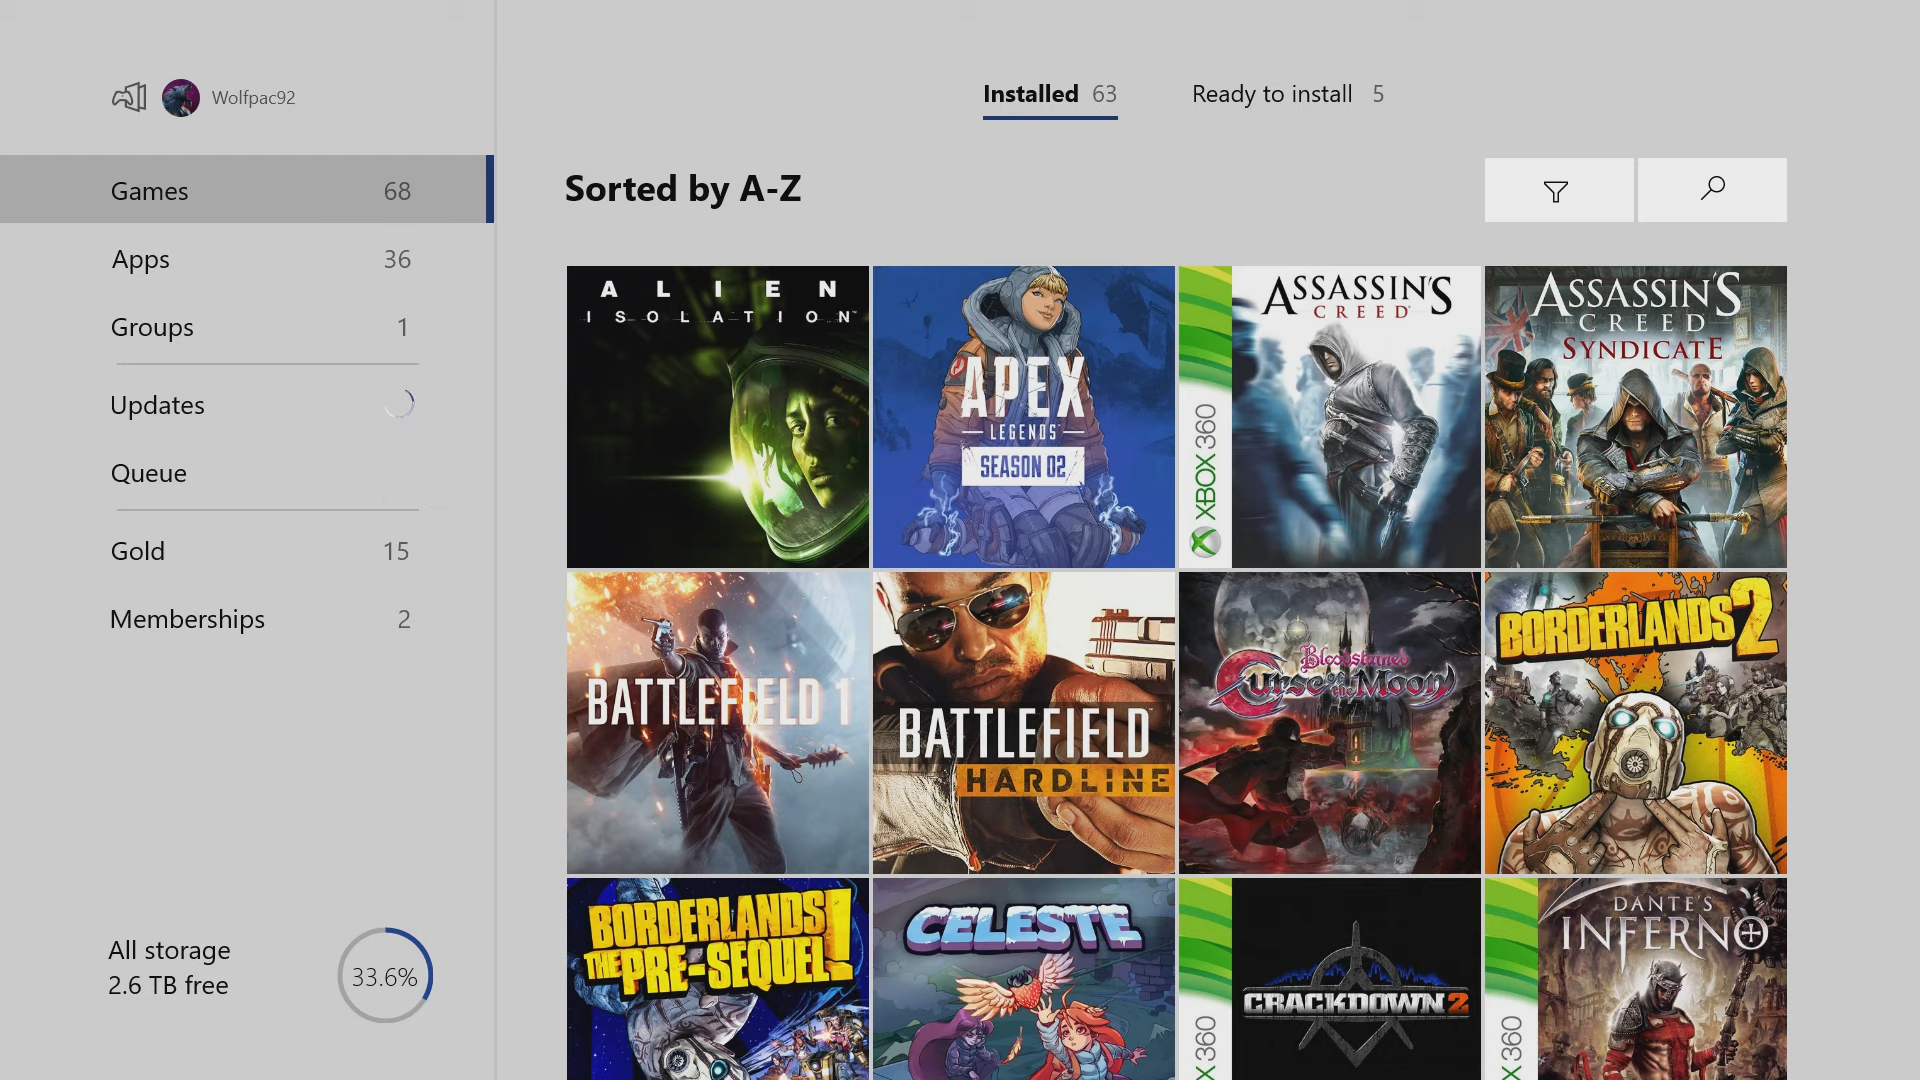 Wolfpac92
Installed 63
Ready to install 5
Games 68
Apps 36
Groups 1
Updates
Queue
Gold 15
Memberships 2
All storage
2.6 TB free
33.6%
Sorted by A-Z
ALIEN
ISOLATION
APEX
LEGENDS
SEASON 02
XBOX 360
ASSASSIN'S
CREED
ASSASSIN'S
CREED
SYNDICATE
BATTLEFIELD 1
BATTLEFIELD
HARDLINE
Bloodstained
Curse of the Moon
BORDERLANDS 2
BORDERLANDS
THE PRE-SEQUEL!
CELESTE
X 360
CRACKDOWN 2
X 360
DANTE'S
INFERNO